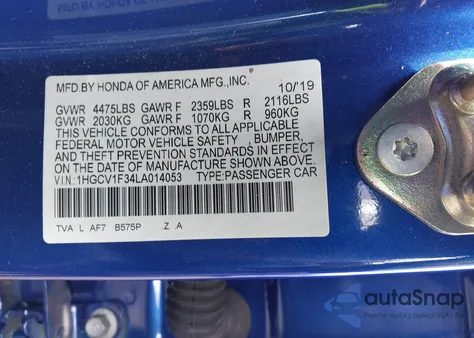 MFD.BY HONDA OF AMERICA MFG.,INC. 10/'19
GVWR 4475LBS GAWR F 2359LBS R 2116LBS
GVWR 2030KG GAWR F 1070KG R 960KG
THIS VEHICLE CONFORMS TO ALL APPLICABLE
FEDERAL MOTOR VEHICLE SAFETY BUMPER,
AND THEFT PREVENTION STANDARDS IN EFFECT
ON THE DATE OF MANUFACTURE SHOWN ABOVE.
V.I.N: 1HGCV1F34LA014053 TYPE:PASSENGER CAR
TVA L AF7 B575P .Z .A
autoSnap